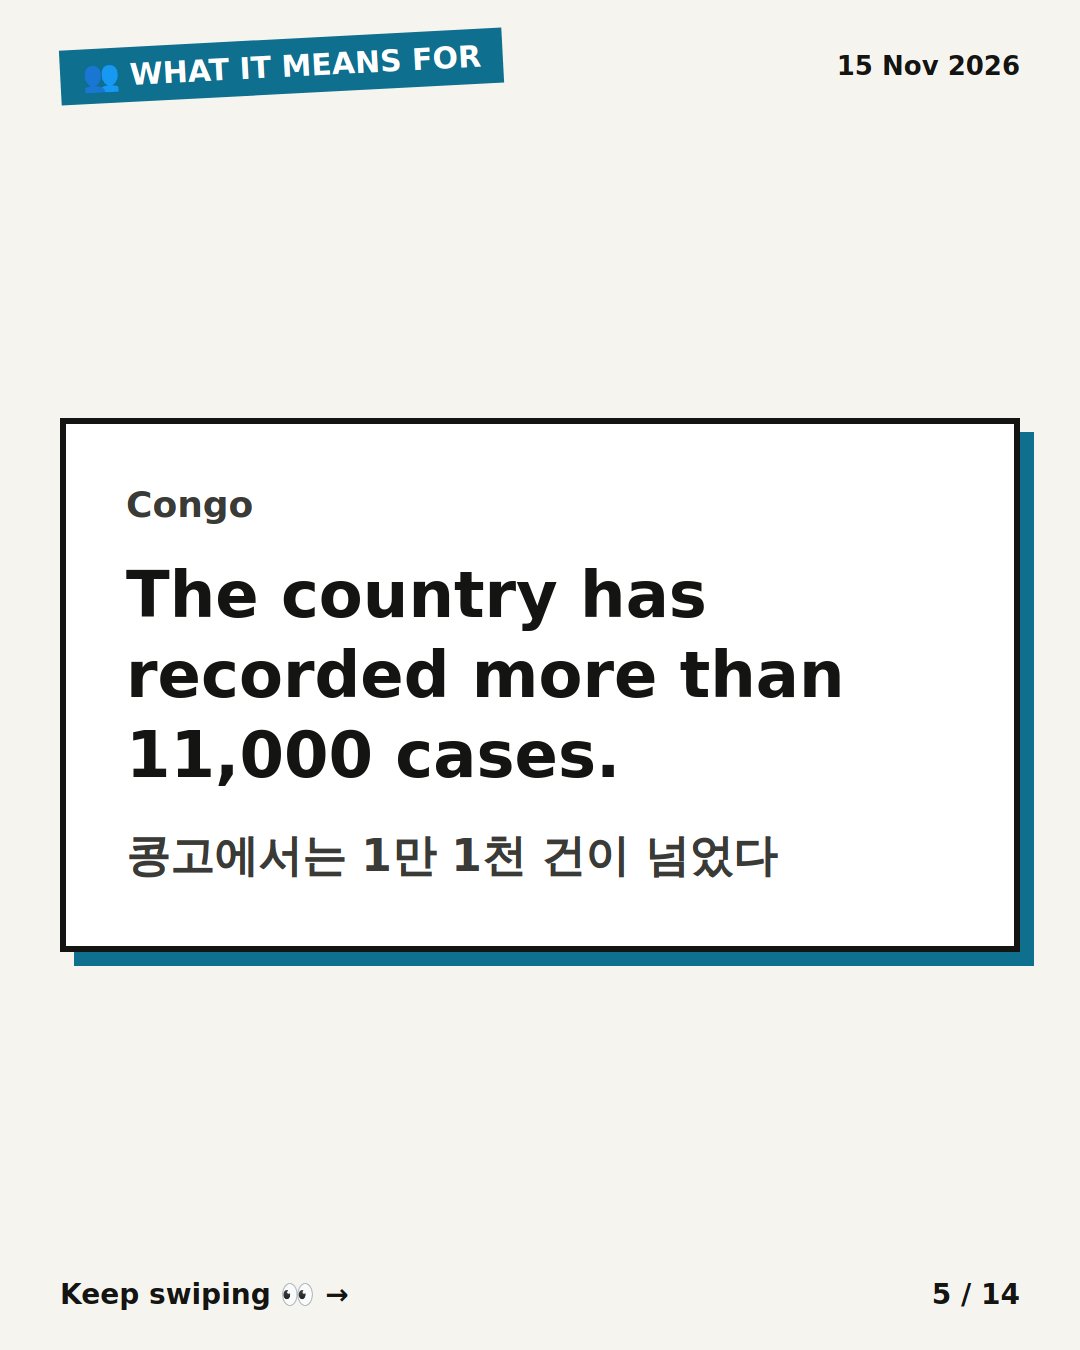 👥 WHAT IT MEANS FOR
15 Nov 2026
Congo
The country has
recorded more than
11,000 cases.
콩고에서는 1만 1천 건이 넘었다
Keep swiping 👀 →
5 / 14